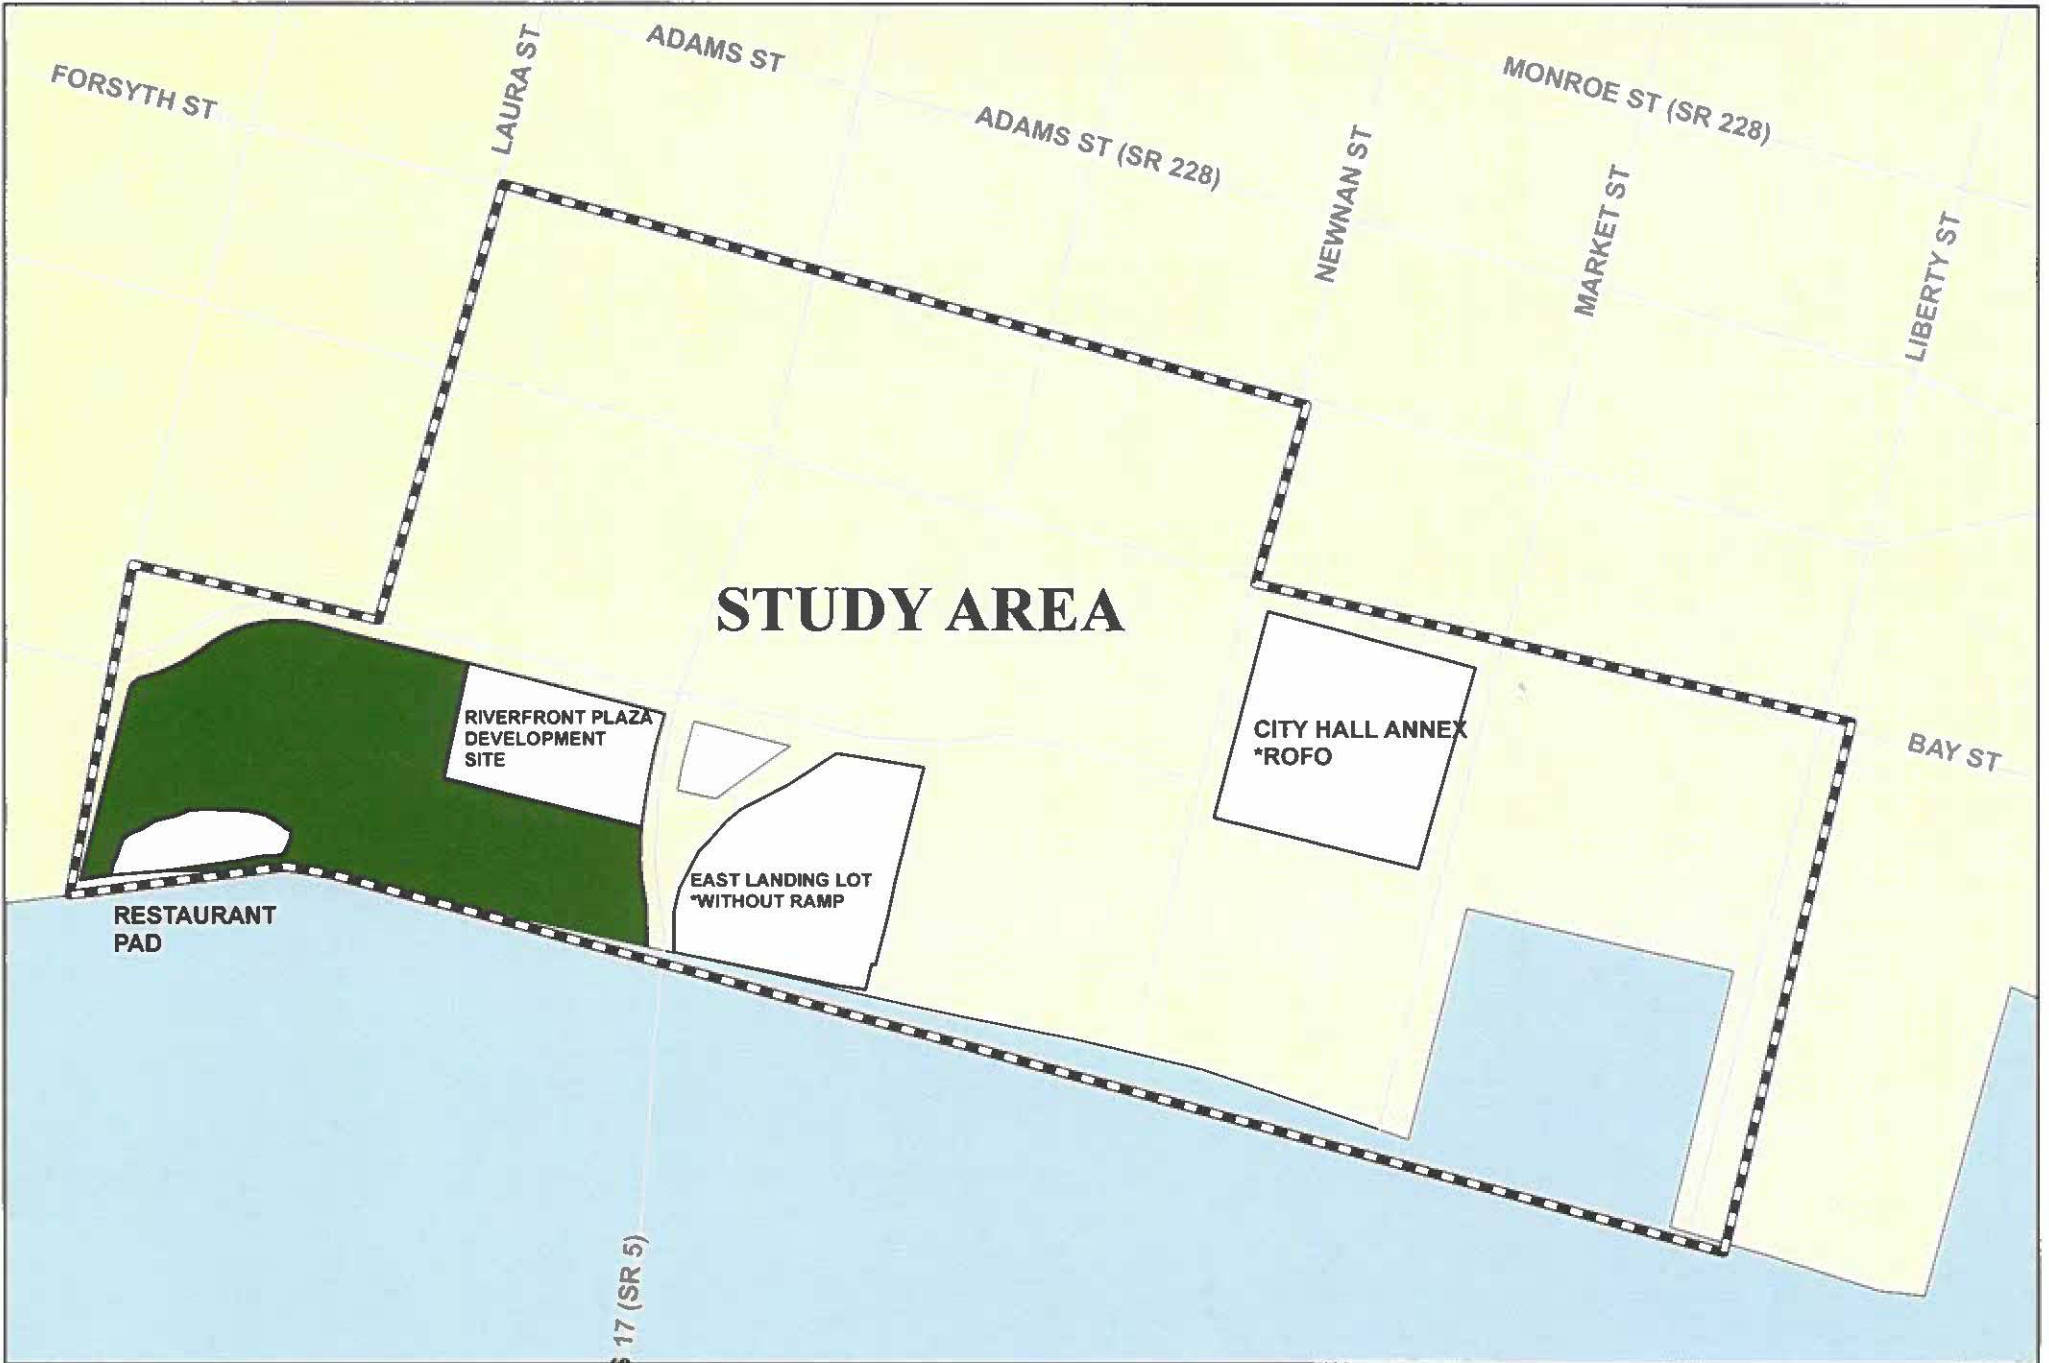 FORSYTH ST
LAURA ST
ADAMS ST
ADAMS ST (SR 228)
NEWNAN ST
MONROE ST (SR 228)
MARKET ST
LIBERTY ST
STUDY AREA
RIVERFRONT PLAZA
DEVELOPMENT
SITE
CITY HALL ANNEX
*ROFO
BAY ST
EAST LANDING LOT
*WITHOUT RAMP
RESTAURANT
PAD
17 (SR 5)